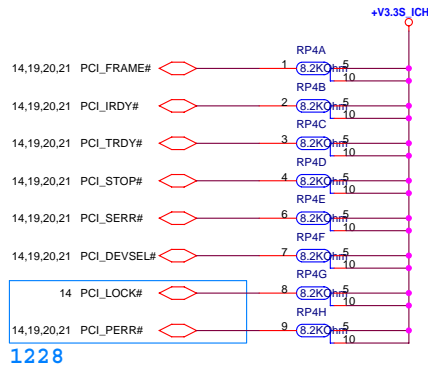 +V3.3S_ICH
RP4A
14,19,20,21 PCI_FRAME# 1 8.2KOhm 5
10
RP4B
14,19,20,21 PCI_IRDY# 2 8.2KOhm 5
10
RP4C
14,19,20,21 PCI_TRDY# 3 8.2KOhm 5
10
RP4D
14,19,20,21 PCI_STOP# 4 8.2KOhm 5
10
RP4E
14,19,20,21 PCI_SERR# 6 8.2KOhm 5
10
RP4F
14,19,20,21 PCI_DEVSEL# 7 8.2KOhm 5
10
RP4G
14 PCI_LOCK# 8 8.2KOhm 5
10
RP4H
14,19,20,21 PCI_PERR# 9 8.2KOhm 5
10
1228